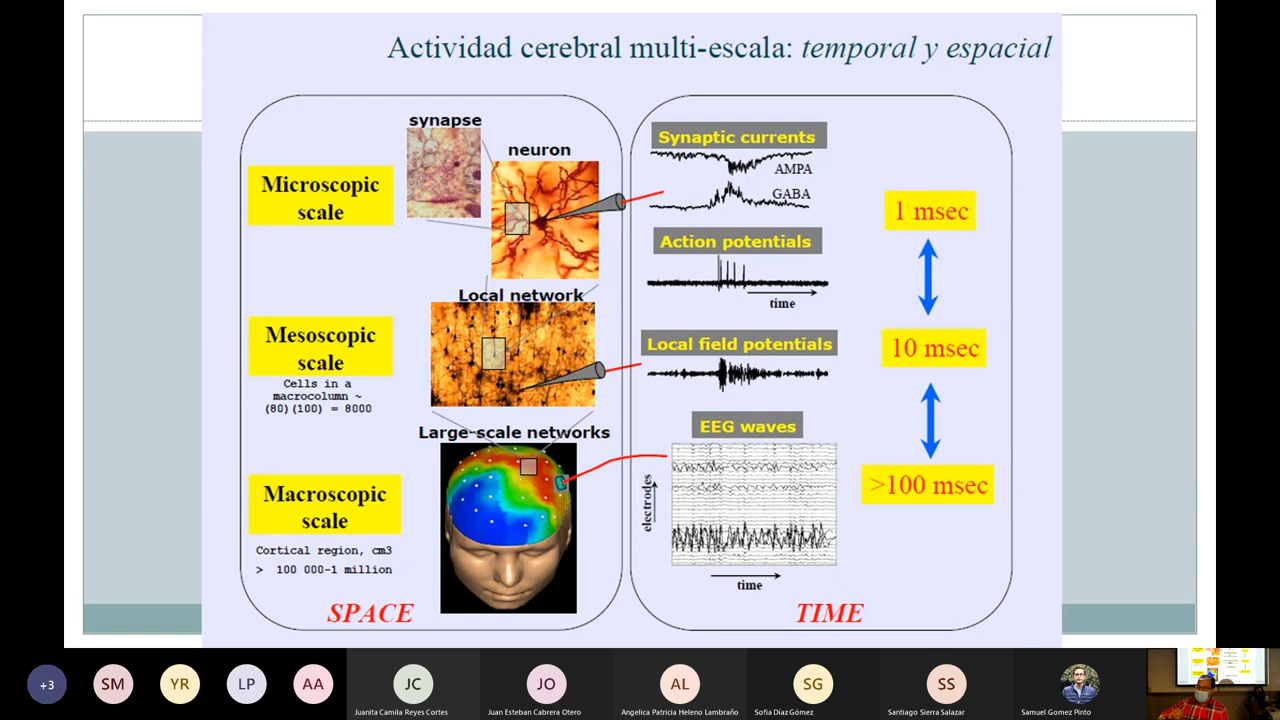 Actividad cerebral multi-escala: temporal y espacial
synapse
neuron
Microscopic
scale
Local network
Mesoscopic
scale
Cells in a
macrocolumn ~
(80)(100) = 8000
Large-scale networks
Macroscopic
scale
Cortical region, cm3
> 100 000-1 million
SPACE
Synaptic currents
AMPA
GABA
Action potentials
time
Local field potentials
EEG waves
electrodes
time
1 msec
10 msec
>100 msec
TIME
+3
SM
YR
LP
AA
JC
Juanita Camila Reyes Cortes
JO
Juan Esteban Cabrera Otero
AL
Angelica Patricia Heleno Lambraño
SG
Sofia Díaz Gómez
SS
Santiago Sierra Salazar
Samuel Gomez Pinto